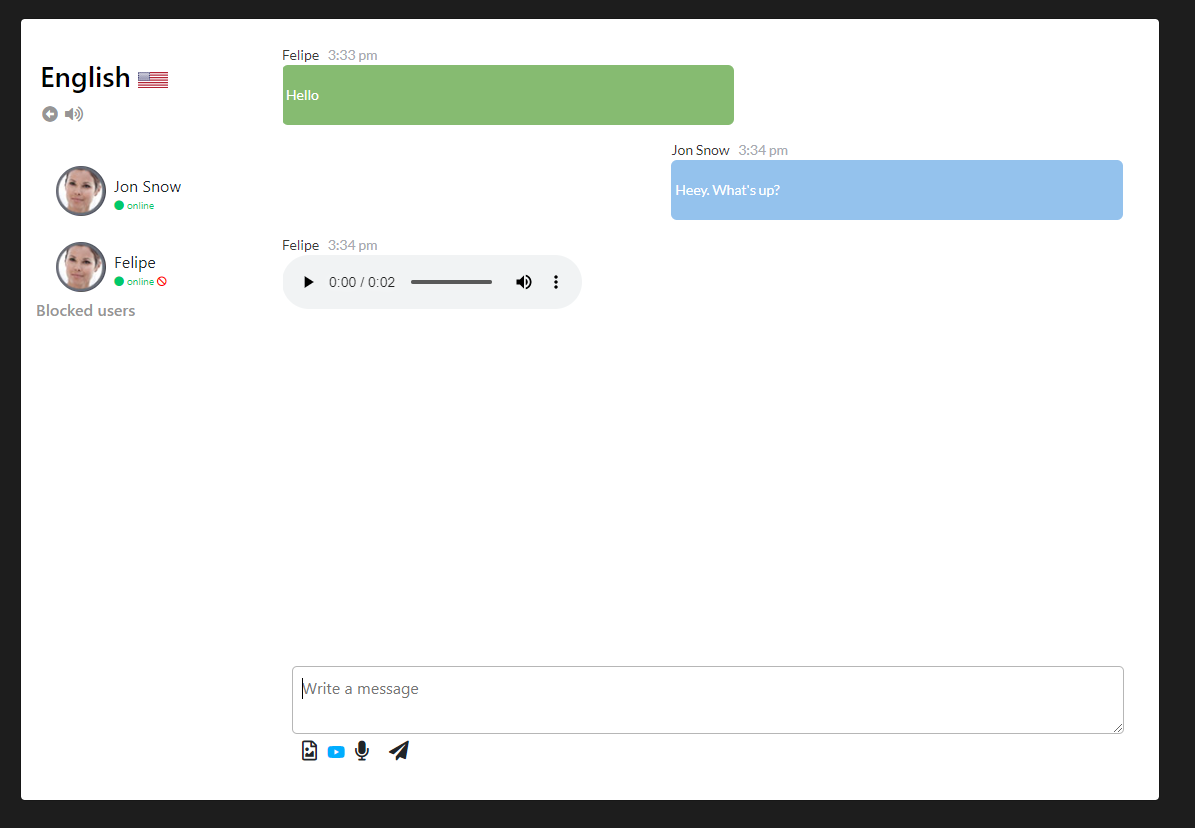 English
Jon Snow
online
Felipe
online
Blocked users
Felipe 3:33 pm
Hello
Jon Snow 3:34 pm
Heey. What's up?
Felipe 3:34 pm
0:00 / 0:02
Write a message